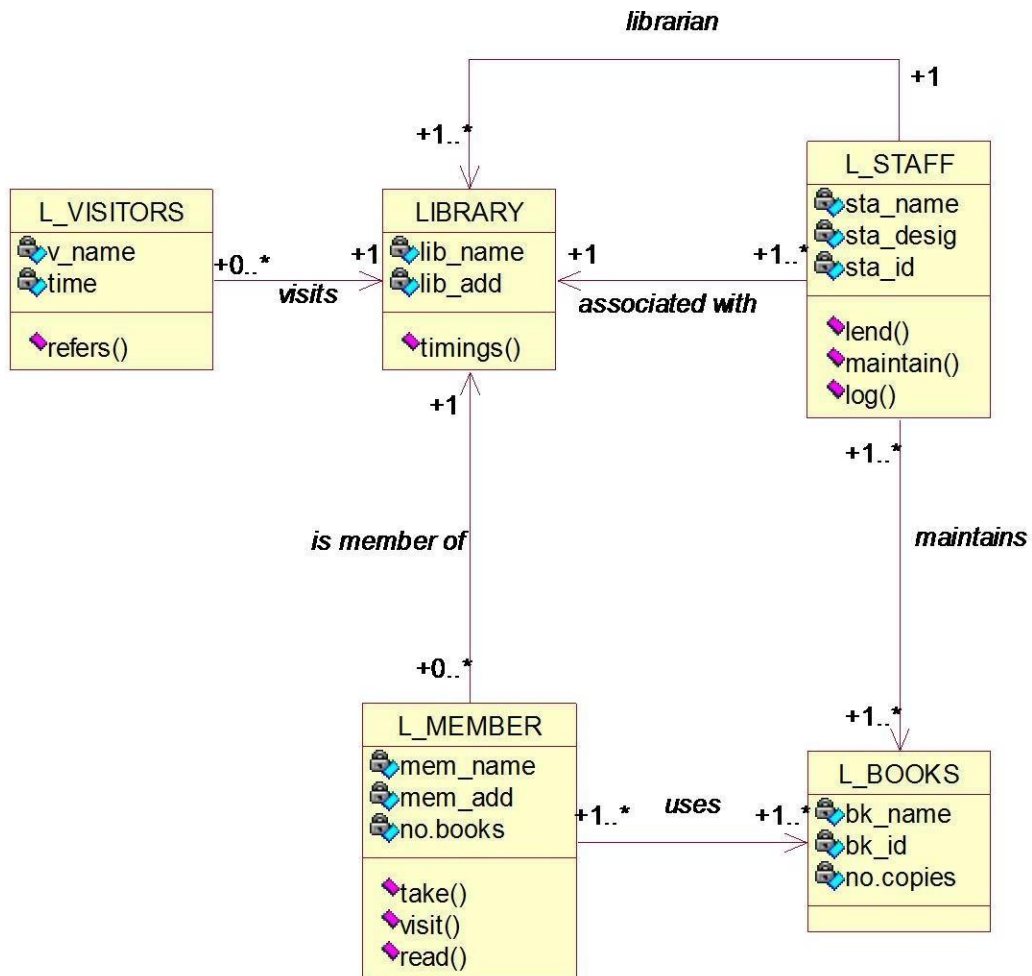 librarian
+1
+1..*
L_STAFF
sta_name
sta_desig
sta_id
lend()
maintain()
log()
L_VISITORS
v_name
time
refers()
+0..*
visits
+1
LIBRARY
lib_name
lib_add
timings()
+1
associated with
+1..*
+1
is member of
+0..*
+1..*
maintains
+1..*
L_MEMBER
mem_name
mem_add
no.books
take()
visit()
read()
+1..*
uses
+1..*
L_BOOKS
bk_name
bk_id
no.copies